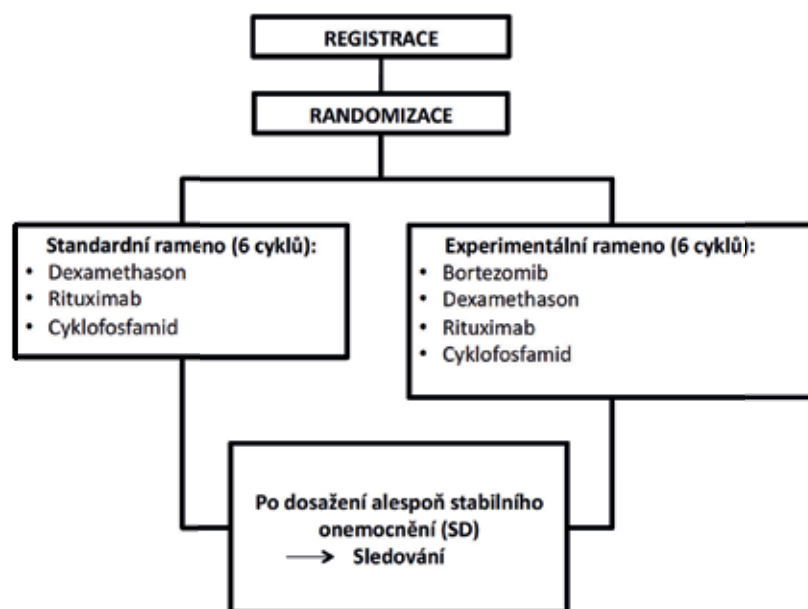 REGISTRACE
RANDOMIZACE
Standardní rameno (6 cyklů):
• Dexamethason
• Rituximab
• Cyklofosfamid
Experimentální rameno (6 cyklů):
• Bortezomib
• Dexamethason
• Rituximab
• Cyklofosfamid
Po dosažení alespoň stabilního
onemocnění (SD)
→ Sledování